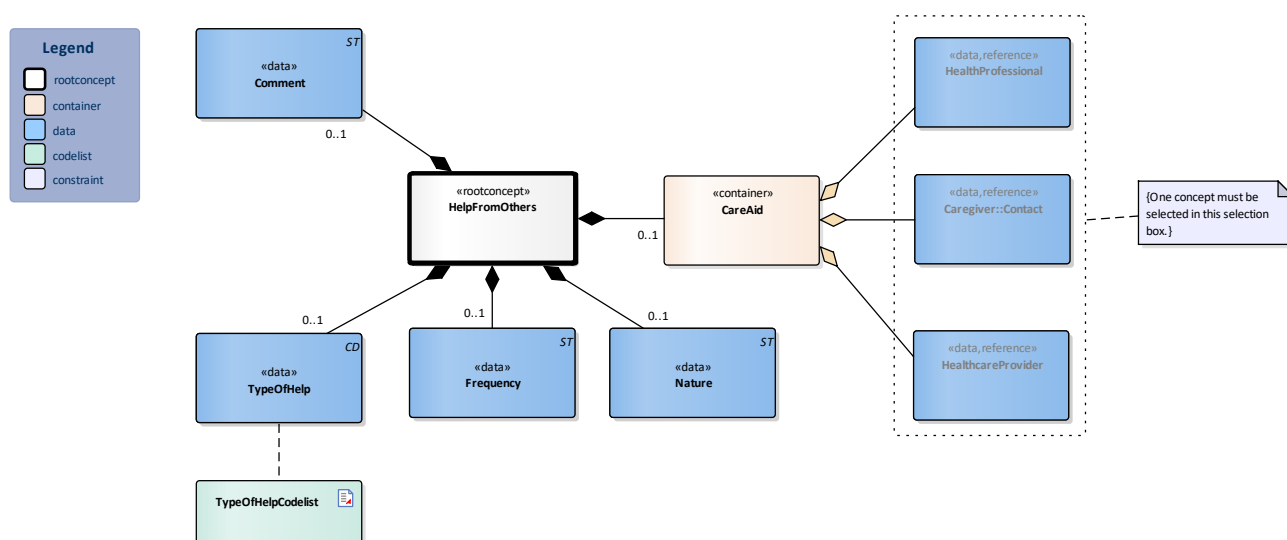 Legend
rootconcept
container
data
codelist
constraint
ST
«data»
Comment
0..1
«rootconcept»
HelpFromOthers
0..1
«container»
CareAid
«data,reference»
HealthProfessional
«data,reference»
Caregiver::Contact
«data,reference»
HealthcareProvider
{One concept must be
selected in this selection
box.}
0..1
CD
«data»
TypeOfHelp
0..1
ST
«data»
Frequency
0..1
ST
«data»
Nature
TypeOfHelpCodelist